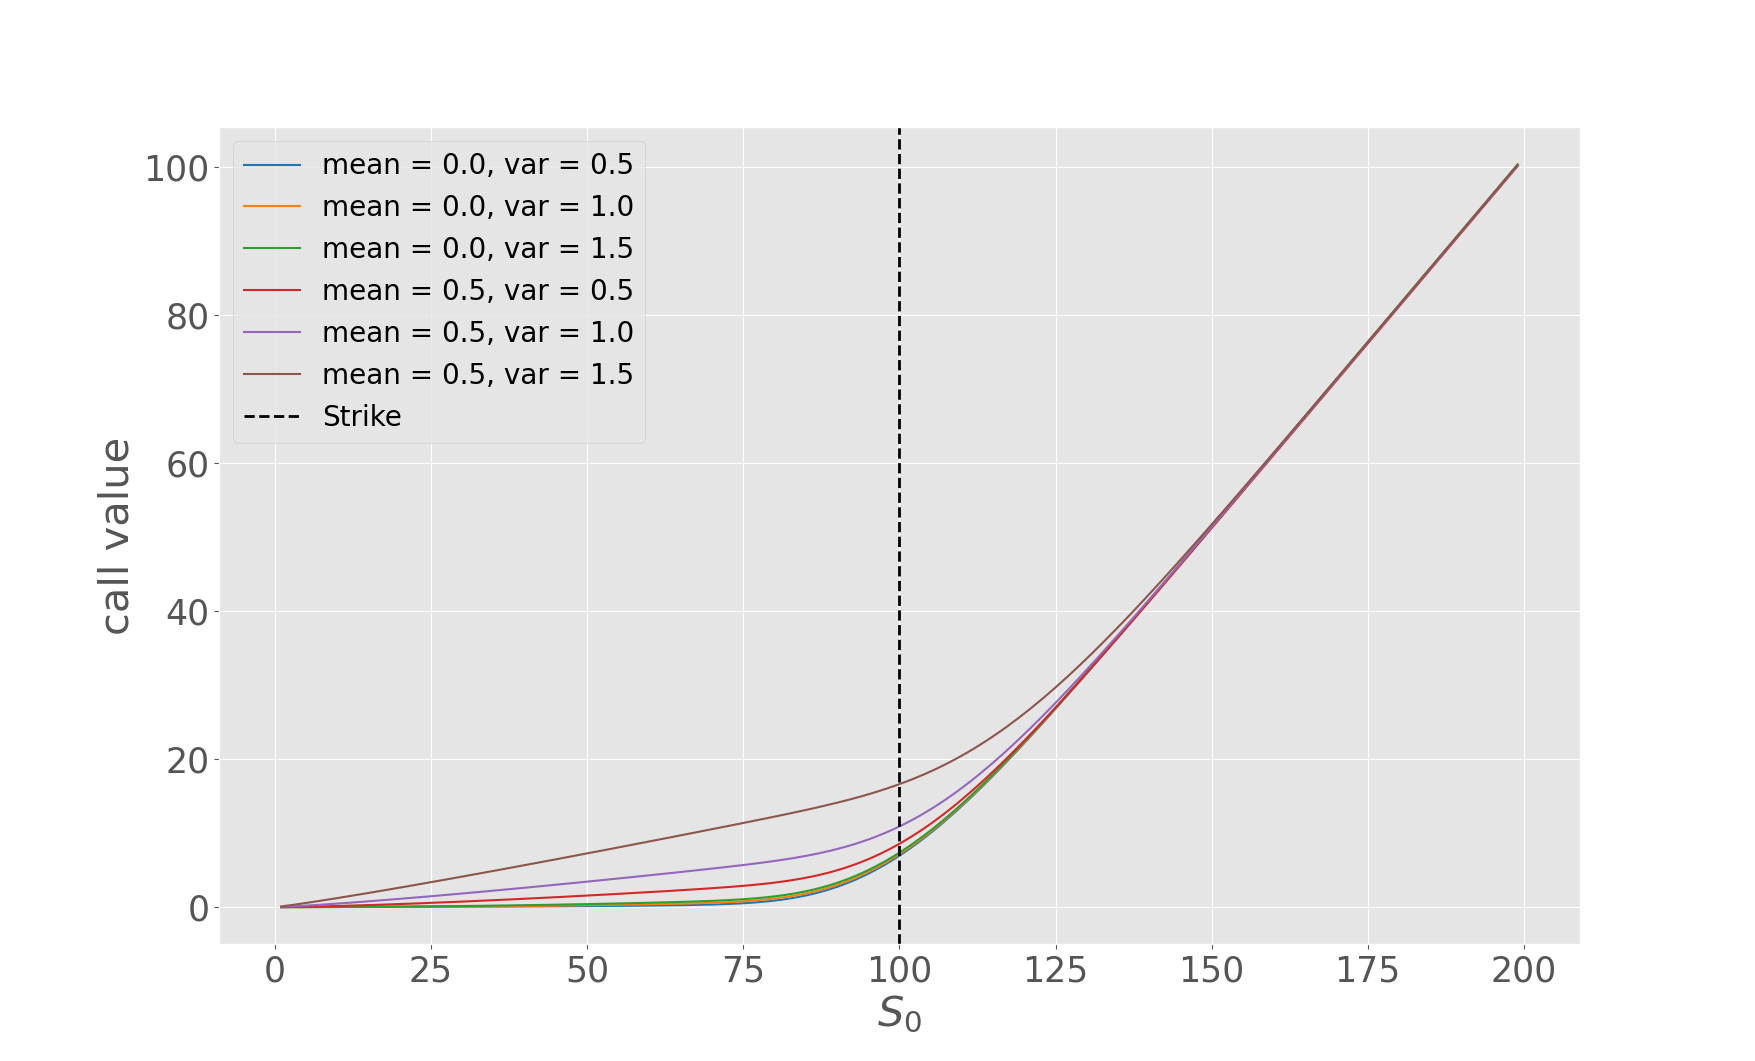 mean = 0.0, var = 0.5
mean = 0.0, var = 1.0
mean = 0.0, var = 1.5
mean = 0.5, var = 0.5
mean = 0.5, var = 1.0
mean = 0.5, var = 1.5
Strike
100
80
60
40
20
0
call value
0 25 50 75 100 125 150 175 200
S₀